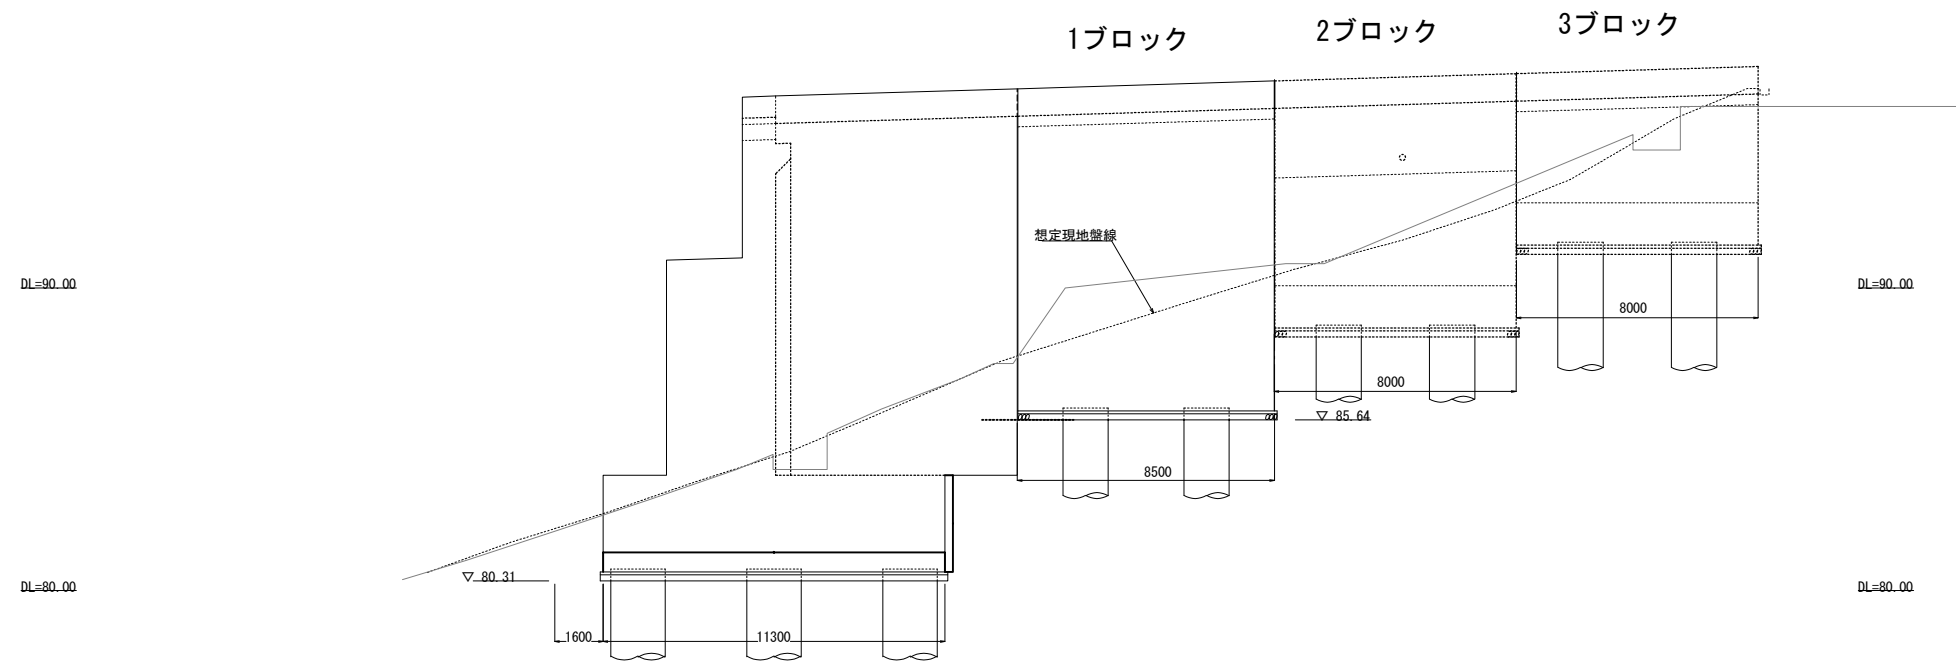 1ブロック
2ブロック
3ブロック
想定現地盤線
DL=90.00
DL=90.00
8000
8000
▽ 85.64
8500
▽ 80.31
DL=80.00
DL=80.00
1600
11300